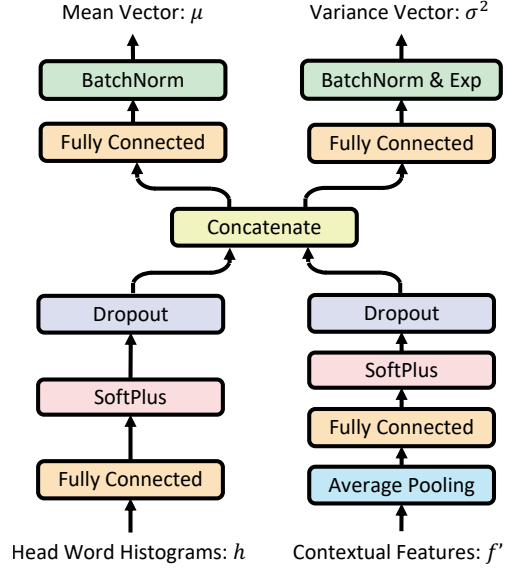 Mean Vector: μ
Variance Vector: σ²
BatchNorm
BatchNorm & Exp
Fully Connected
Fully Connected
Concatenate
Dropout
Dropout
SoftPlus
SoftPlus
Fully Connected
Fully Connected
Average Pooling
Head Word Histograms: h
Contextual Features: f'